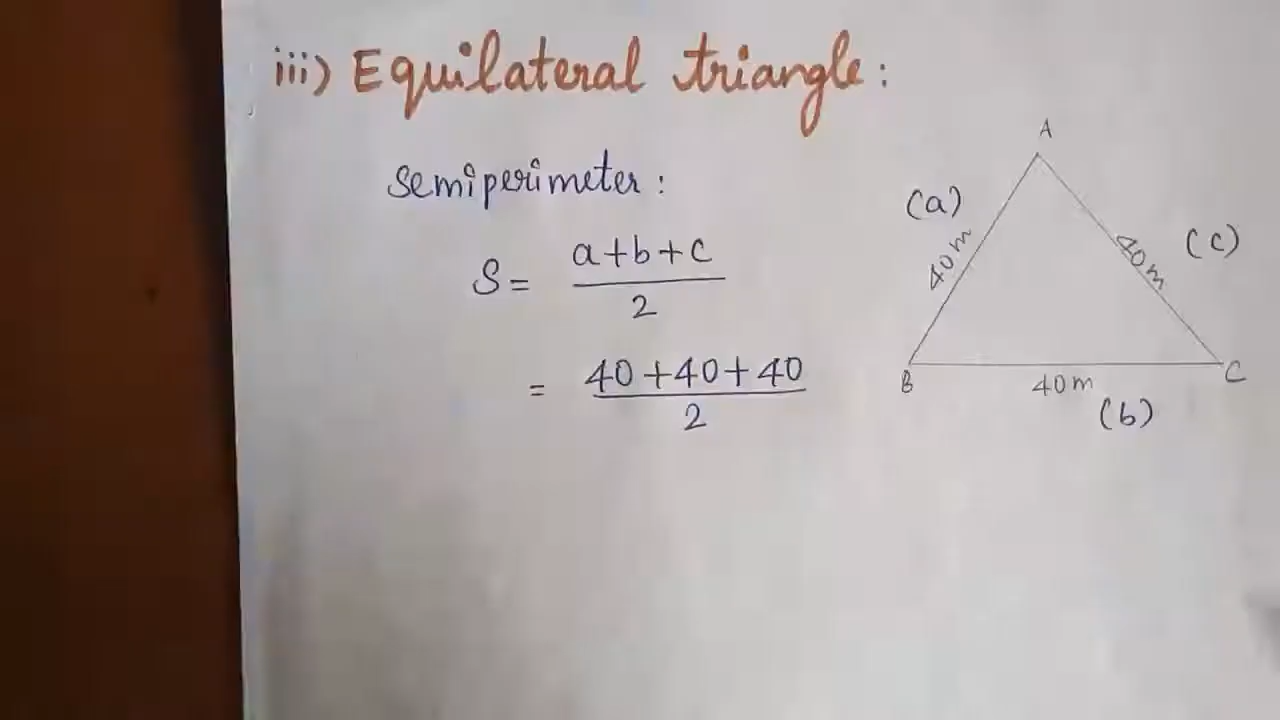 iii) Equilateral triangle:
Semiperimeter:
S = a+b+c
2
= 40+40+40
2
A
(a)
40m
40m
(c)
B
40m
C
(b)